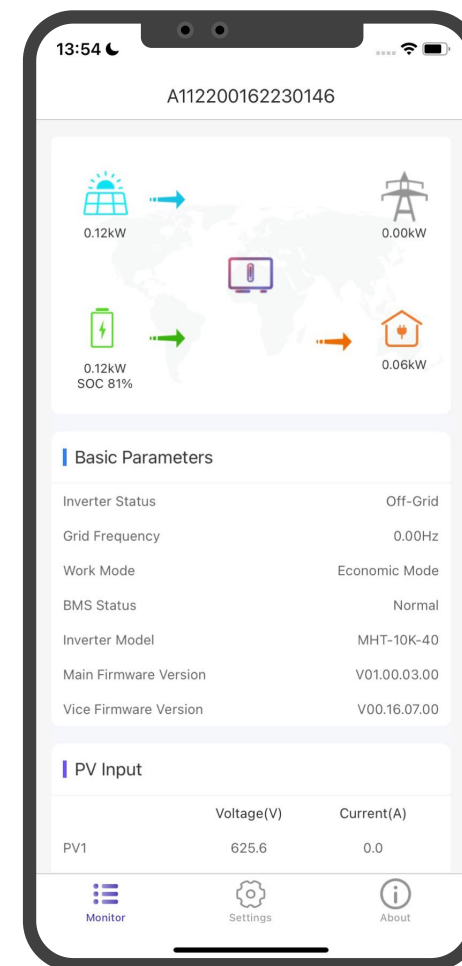 13:54
A112200162230146
0.12kW
0.00kW
0.12kW
SOC 81%
0.06kW
Basic Parameters
Inverter Status Off-Grid
Grid Frequency 0.00Hz
Work Mode Economic Mode
BMS Status Normal
Inverter Model MHT-10K-40
Main Firmware Version V01.00.03.00
Vice Firmware Version V00.16.07.00
PV Input
Voltage(V) Current(A)
PV1 625.6 0.0
Monitor Settings About